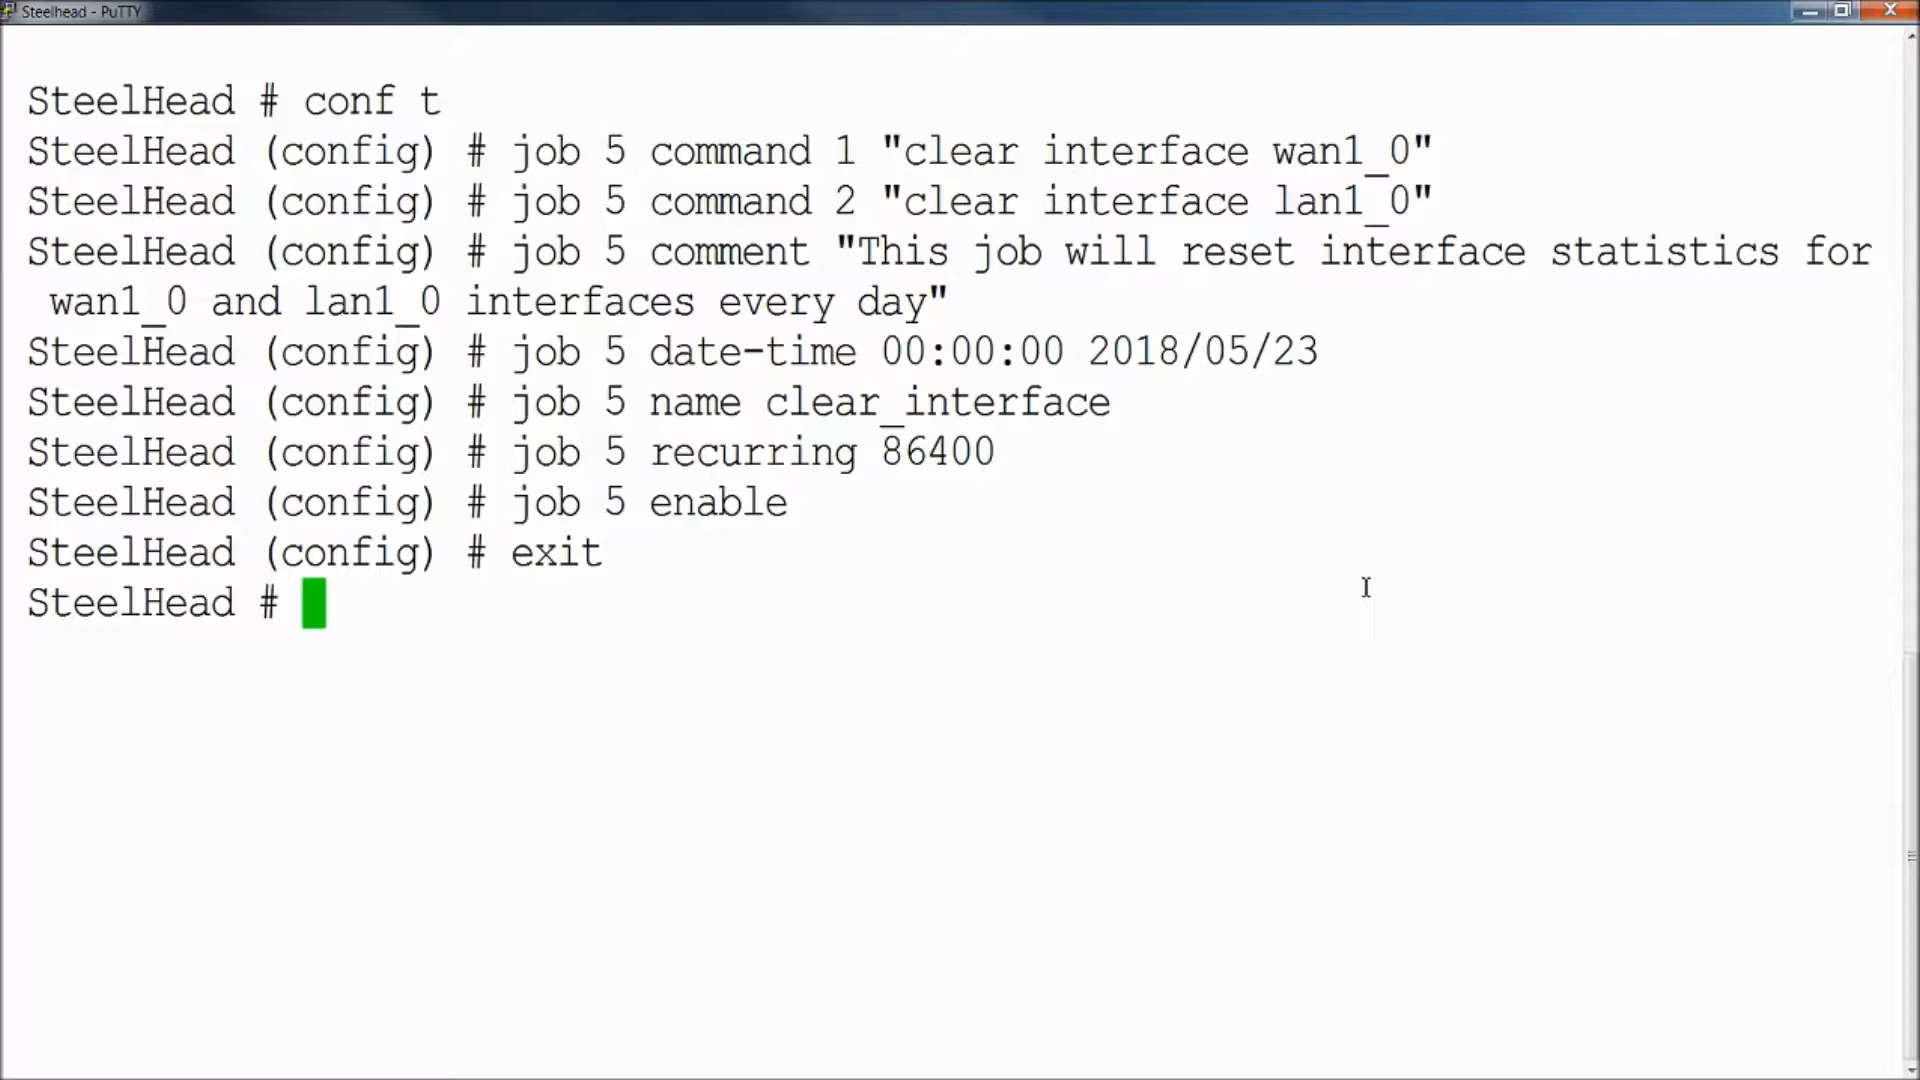 Steelhead - PuTTY
SteelHead # conf t
SteelHead (config) # job 5 command 1 "clear interface wan1_0"
SteelHead (config) # job 5 command 2 "clear interface lan1_0"
SteelHead (config) # job 5 comment "This job will reset interface statistics for
wan1_0 and lan1_0 interfaces every day"
SteelHead (config) # job 5 date-time 00:00:00 2018/05/23
SteelHead (config) # job 5 name clear_interface
SteelHead (config) # job 5 recurring 86400
SteelHead (config) # job 5 enable
SteelHead (config) # exit
SteelHead #